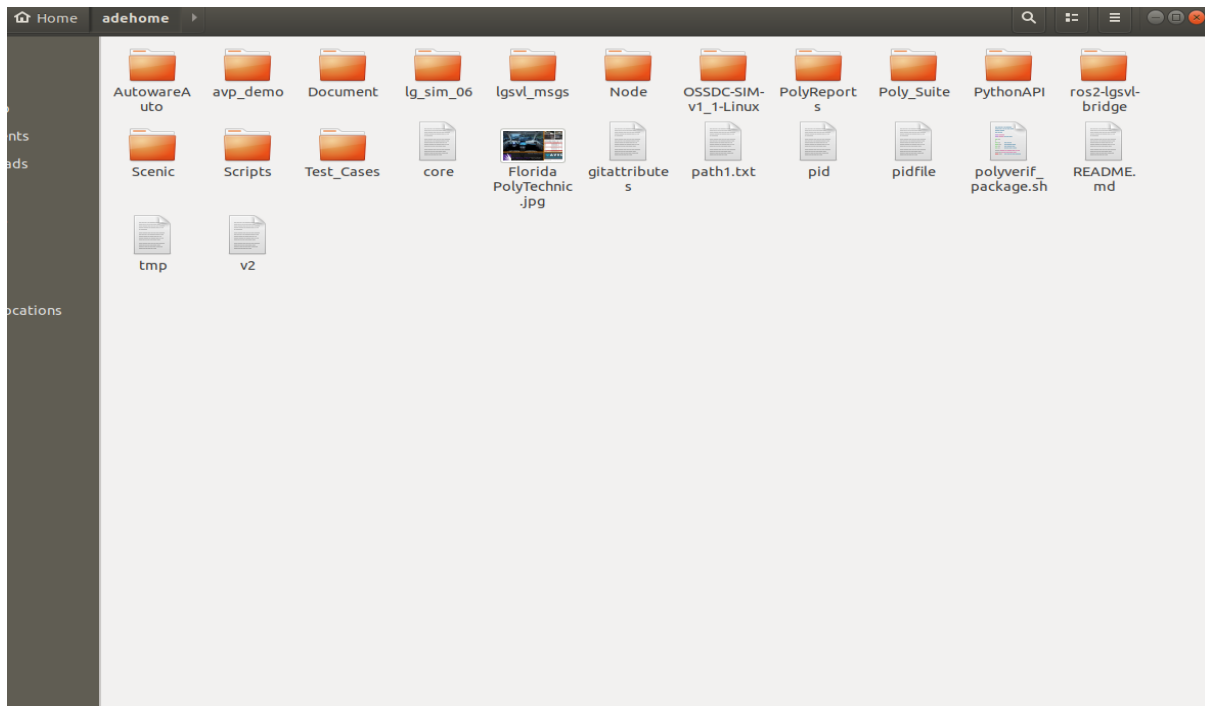 Home adehome
AutowareA
uto
avp_demo
Document
lg_sim_06
lgsvl_msgs
Node
OSSDC-SIM-
v1_1-Linux
PolyReport
s
Poly_Suite
PythonAPI
ros2-lgsvl-
bridge
Scenic
Scripts
Test_Cases
core
Florida
PolyTechnic
.jpg
gitattribute
s
path1.txt
pid
pidfile
polyverif_
package.sh
README.
md
tmp
v2
nts
ads
ocations